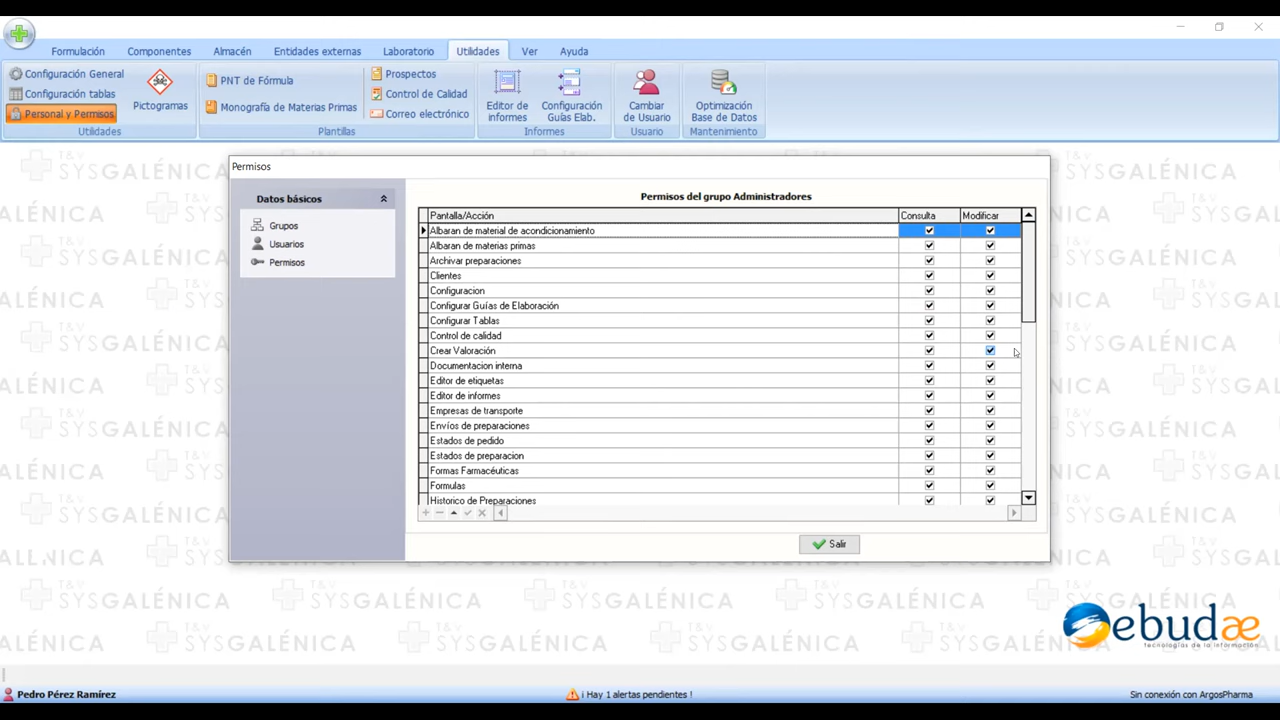 Formulación Componentes Almacén Entidades externas Laboratorio Utilidades Ver Ayuda
Configuración General
Configuración tablas
Personal y Permisos
Pictogramas
Utilidades
PNT de Fórmula
Monografía de Materias Primas
Prospectos
Control de Calidad
Correo electrónico
Plantillas
Editor de
informes
Configuración
Guías Elab.
Informes
Cambiar
de Usuario
Usuario
Optimización
Base de Datos
Mantenimiento
Permisos
Datos básicos
Grupos
Usuarios
Permisos
Permisos del grupo Administradores
Pantalla/Acción Consulta Modificar
Albaran de material de acondicionamiento
Albaran de materias primas
Archivar preparaciones
Clientes
Configuracion
Configurar Guías de Elaboración
Configurar Tablas
Control de calidad
Crear Valoración
Documentacion interna
Editor de etiquetas
Editor de informes
Empresas de transporte
Envíos de preparaciones
Estados de pedido
Estados de preparacion
Formas Farmacéuticas
Formulas
Historico de Preparaciones
Salir
T&V
SYSGALÉNICA
ebudæ
tecnologías de la información
Pedro Pérez Ramírez
¡ Hay 1 alertas pendientes !
Sin conexión con ArgosPharma